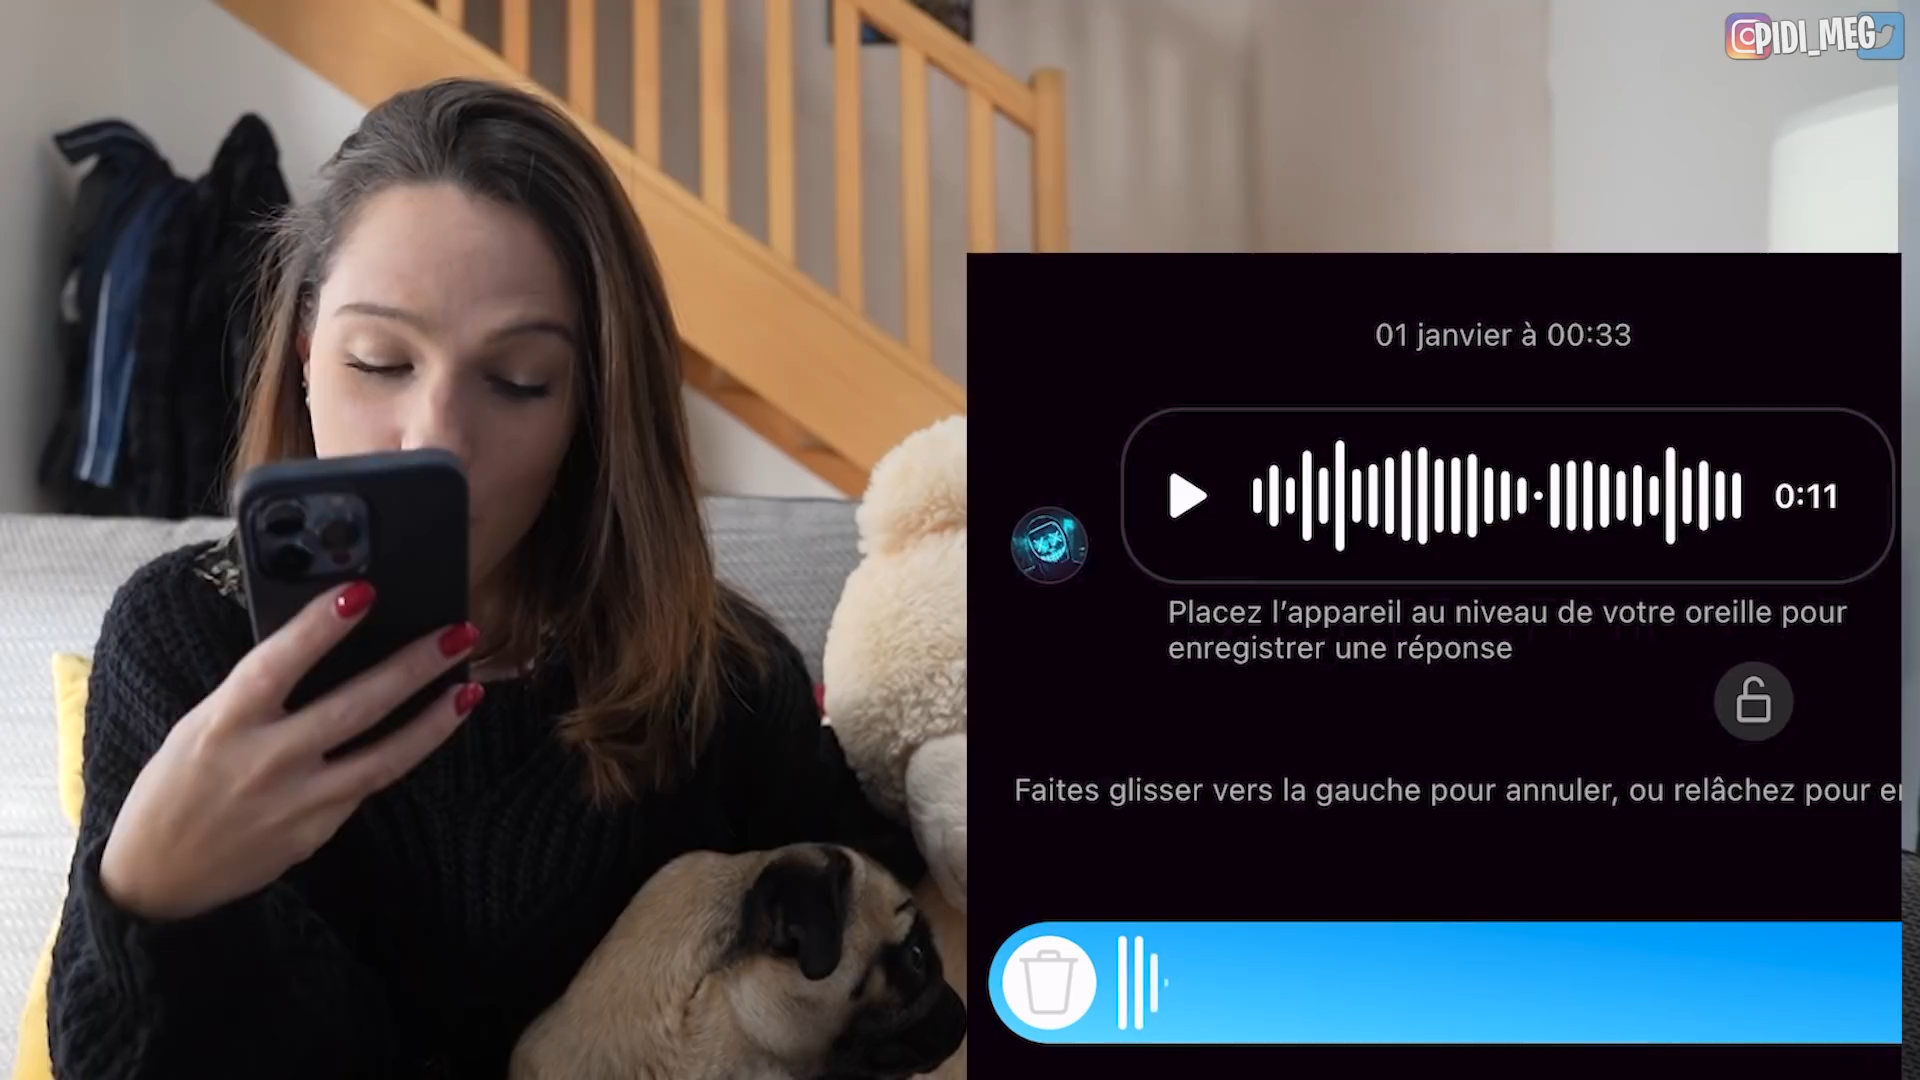 PIDI_MEG
01 janvier à 00:33
0:11
Placez l’appareil au niveau de votre oreille pour
enregistrer une réponse
Faites glisser vers la gauche pour annuler, ou relâchez pour